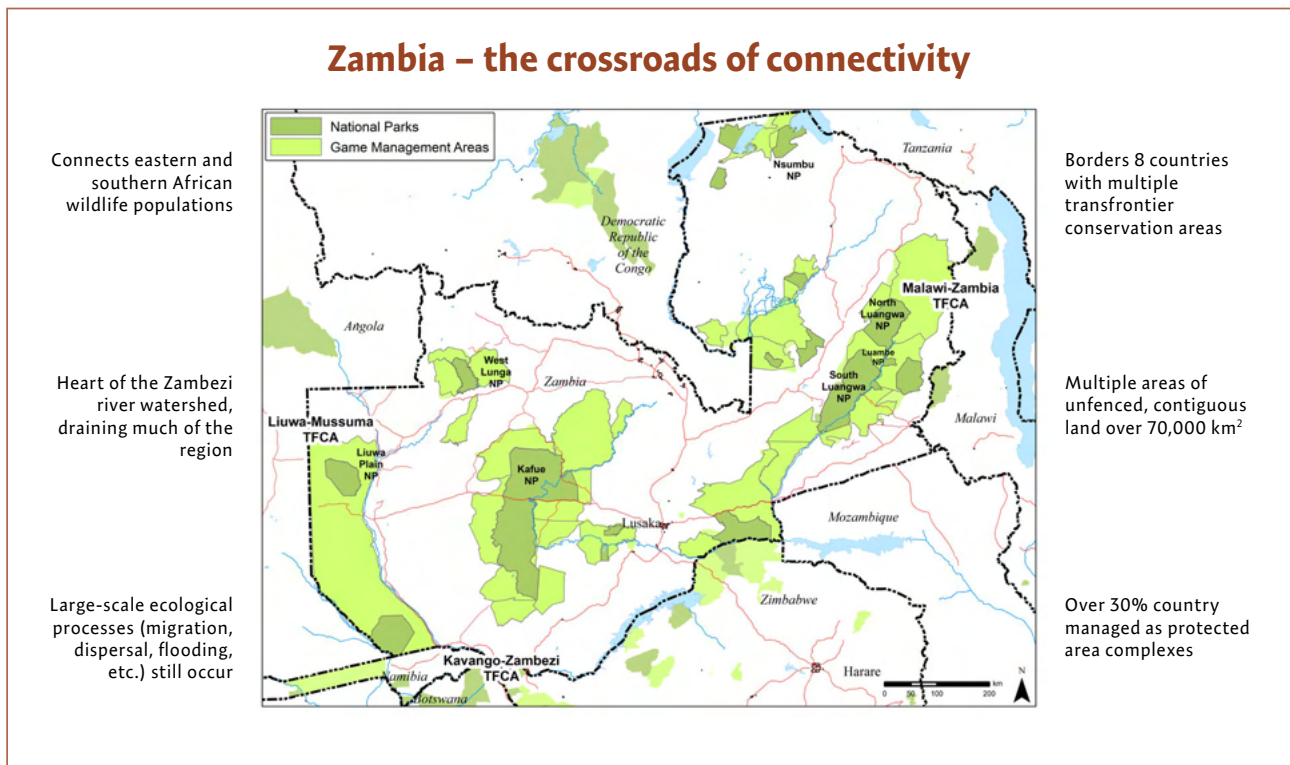 Zambia – the crossroads of connectivity
Connects eastern and
southern African
wildlife populations
Heart of the Zambezi
river watershed,
draining much of the
region
Large-scale ecological
processes (migration,
dispersal, flooding,
etc.) still occur
National Parks
Game Management Areas
Nsumbu
NP
Tanzania
Democratic
Republic
of the
Congo
Malawi-Zambia
TFCA
North
Luangwa
NP
Angola
Luambe
NP
West
Lunga
NP
Zambia
South
Luangwa
NP
Malawi
Liuwa-Mussuma
TFCA
Liuwa
Plain
NP
Kafue
NP
Lusaka
Mozambique
Zimbabwe
Kavango-Zambezi
TFCA
Namibia
Botswana
Harare
N
km
0 50 100 200
Borders 8 countries
with multiple
transfrontier
conservation areas
Multiple areas of
unfenced, contiguous
land over 70,000 km²
Over 30% country
managed as protected
area complexes